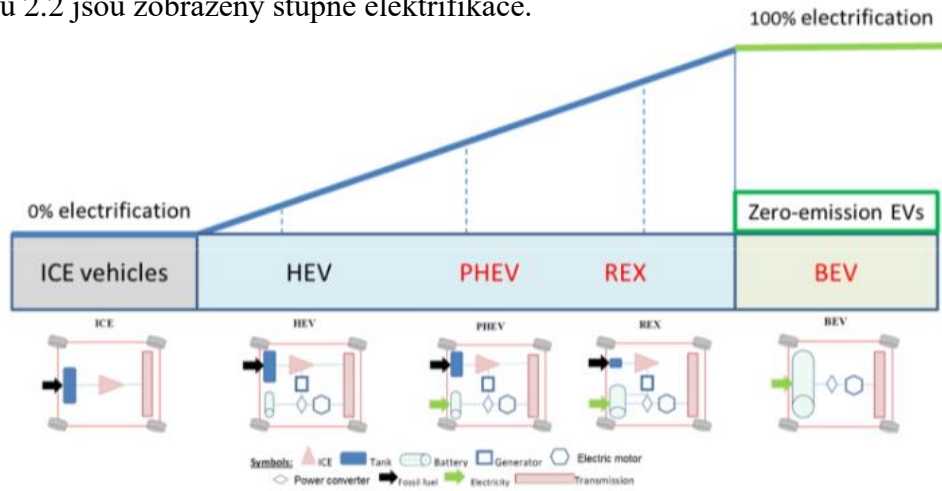 u 2.2 jsou zobrazeny stupně elektrifikace.
100% electrification
0% electrification
Zero-emission EVs
ICE vehicles HEV PHEV REX BEV
ICE HEV PHEV REX BEV
Symbols: ICE Tank Battery Generator Electric motor
Power converter Fossil fuel Electricity Transmission